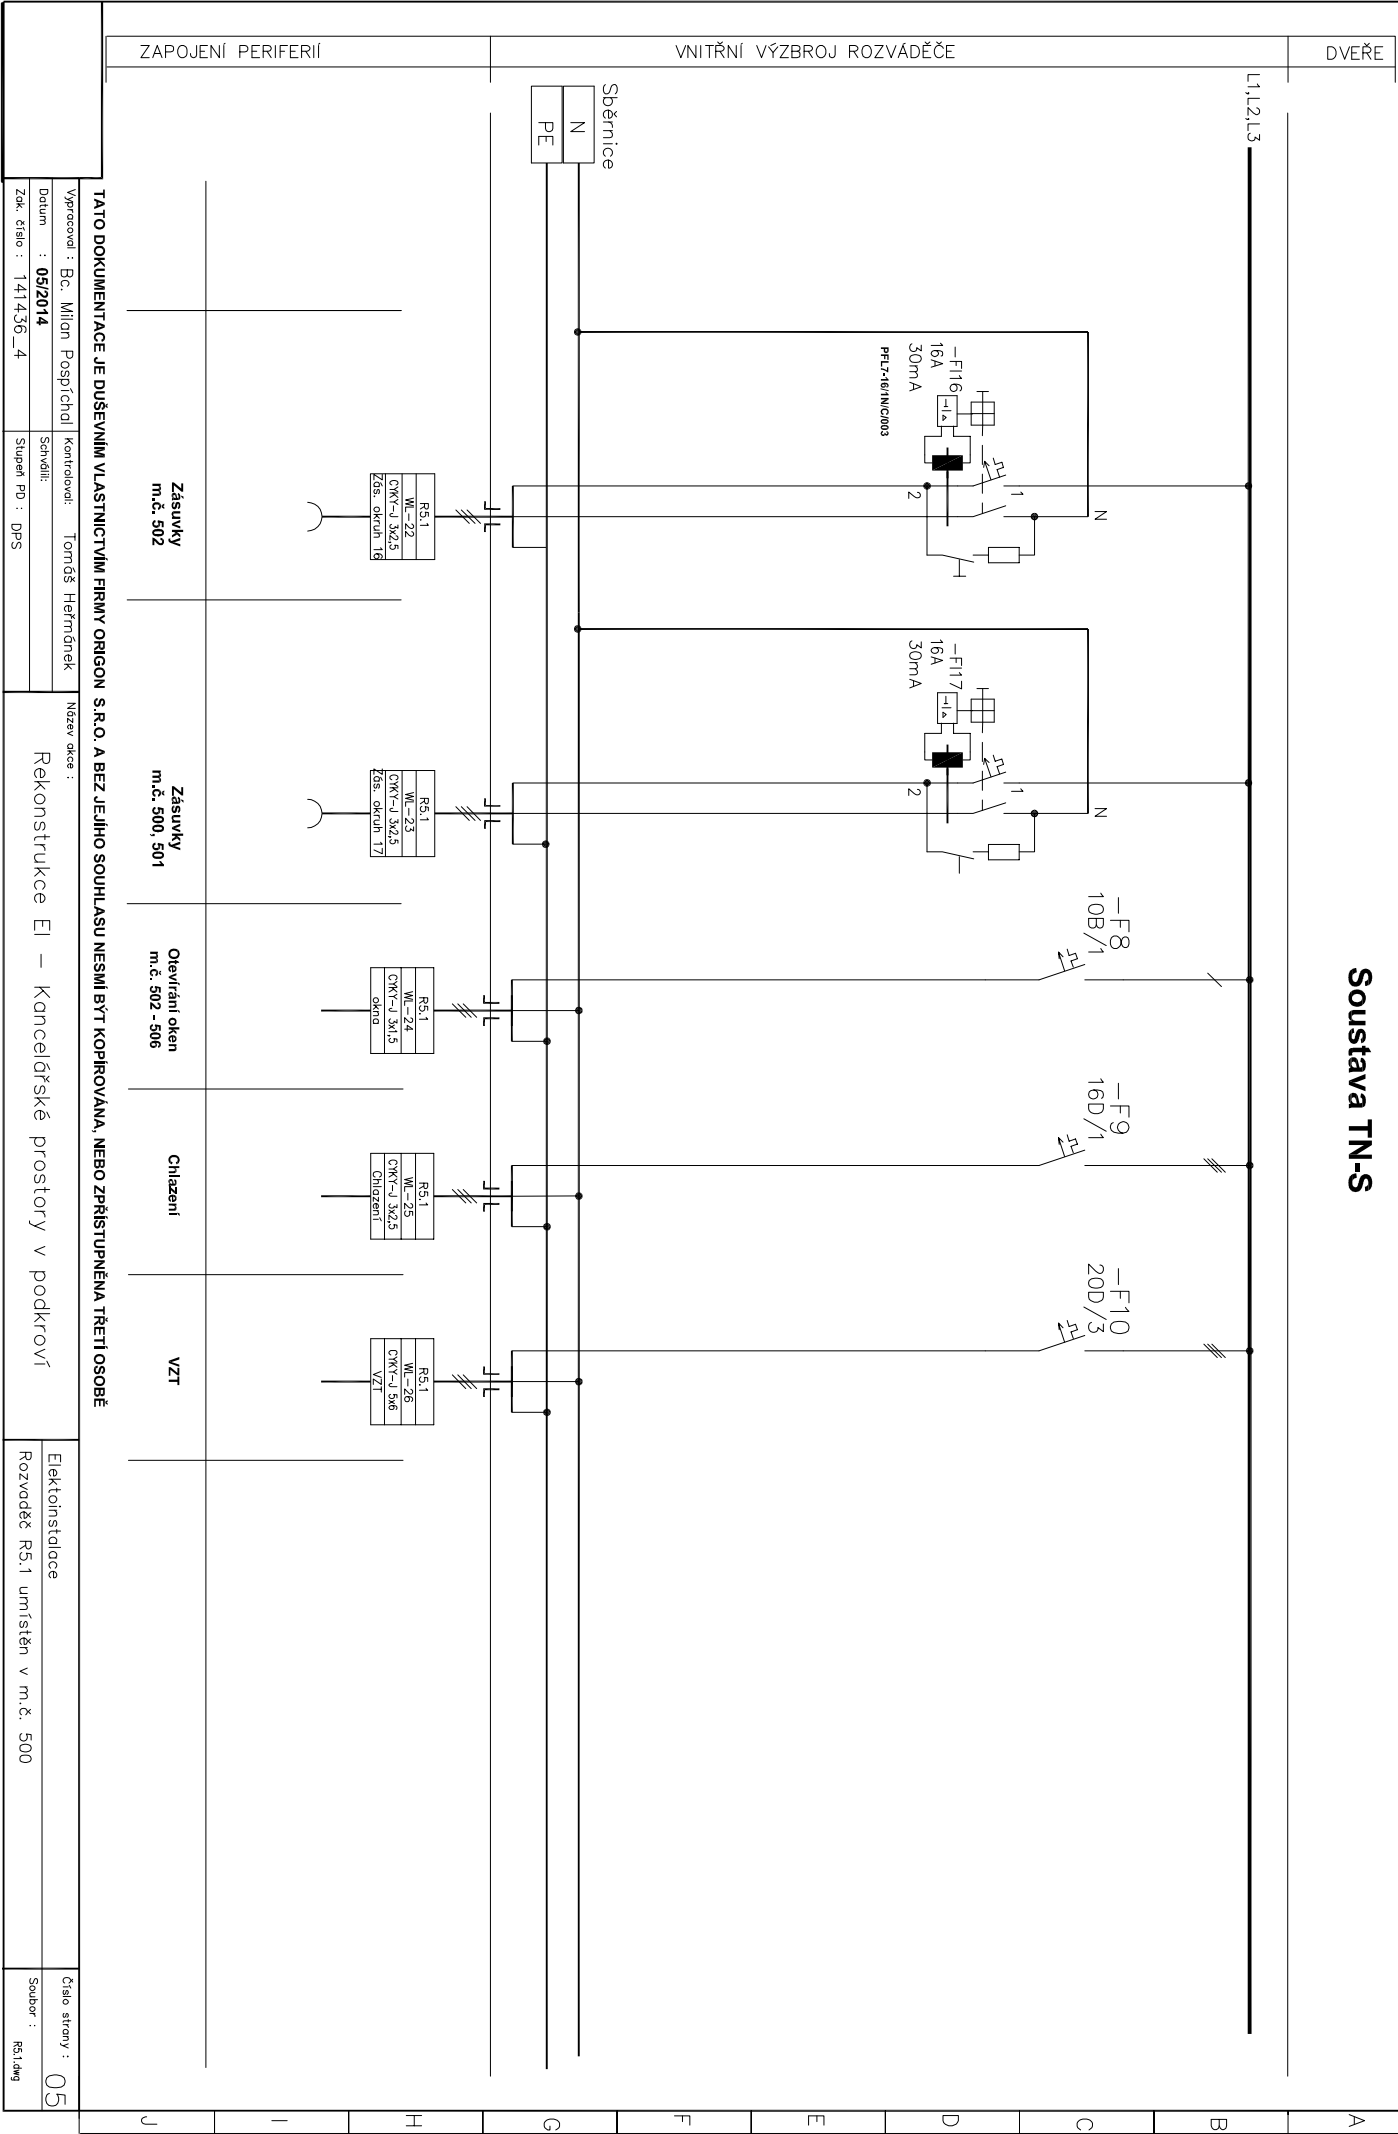 Soustava TN-S
DVEŘE
VNITŘNÍ VÝZBROJ ROZVÁDĚČE
ZAPOJENÍ PERIFERIÍ
A
B
C
D
E
F
G
H
I
J
L1,L2,L3
Sběrnice
N
PE
-FI16
16A
30mA
PFL7-16/1N/C/003
1
N
2
-FI17
16A
30mA
1
N
2
-F8
10B/1
-F9
16D/1
-F10
20D/3
R5.1
WL-22
CYKY-J 3x2,5
Zás. okruh 16
R5.1
WL-23
CYKY-J 3x2,5
Zás. okruh 17
R5.1
WL-24
CYKY-J 3x1,5
okna
R5.1
WL-25
CYKY-J 3x2,5
Chlazení
R5.1
WL-26
CYKY-J 5x6
VZT
Zásuvky
m.č. 502
Zásuvky
m.č. 500, 501
Otevírání oken
m.č. 502 - 506
Chlazení
VZT
TATO DOKUMENTACE JE DUŠEVNÍM VLASTNICTVÍM FIRMY ORIGON S.R.O. A BEZ JEJÍHO SOUHLASU NESMÍ BÝT KOPÍROVÁNA, NEBO ZPŘÍSTUPNĚNA TŘETÍ OSOBĚ
Vypracoval : Bc. Milan Pospíchal
Kontroloval: Tomáš Heřmánek
Datum : 05/2014
Schválil:
Zak. číslo : 141436_4
Stupeň PD : DPS
Název akce :
Rekonstrukce El - Kancelářské prostory v podkroví
Elektoinstalace
Rozvaděč R5.1 umístěn v m.č. 500
Číslo strany : 05
Soubor : R5.1.dwg